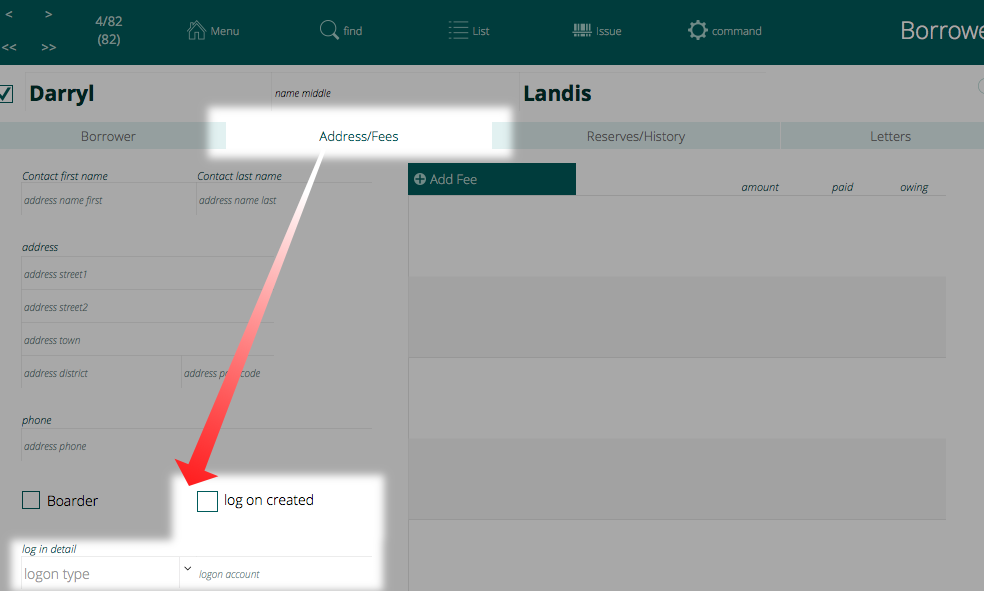 < > 4/82 Menu find List Issue command Borrowe
<< >> (82)
Darryl name middle Landis
Borrower Address/Fees Reserves/History Letters
Contact first name Contact last name Add Fee amount paid owing
address name first address name last
address
address street1
address street2
address town
address district
phone
address phone
Boarder log on created
log in detail
logon type logon account